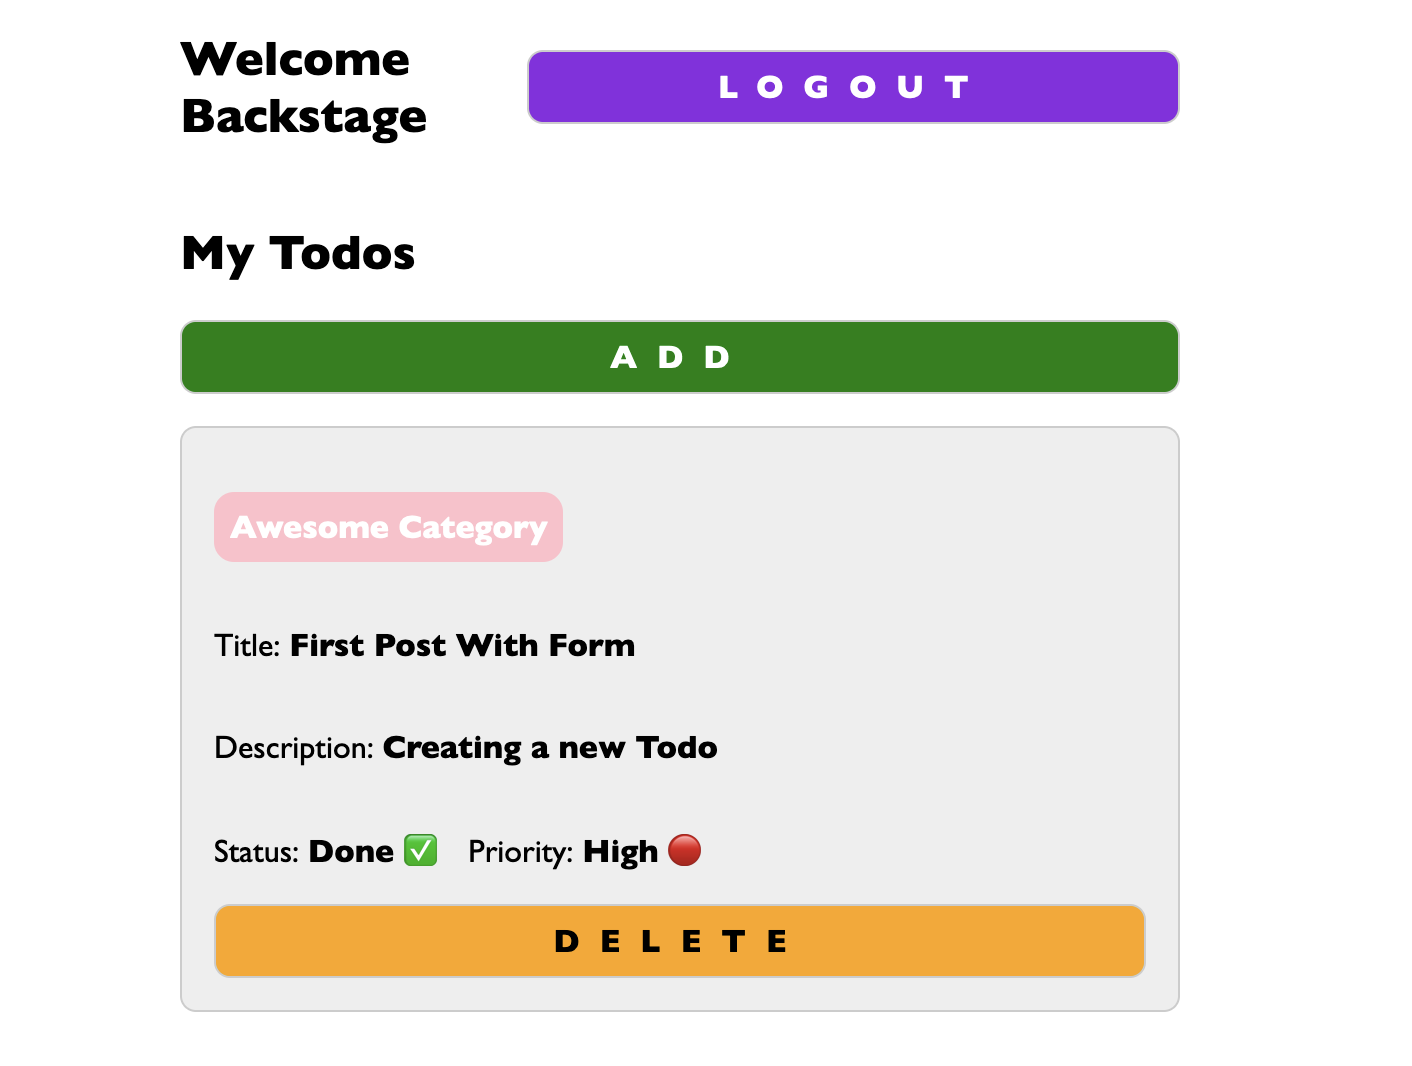 Welcome
Backstage
LOGOUT
My Todos
ADD
Awesome Category
Title: First Post With Form
Description: Creating a new Todo
Status: Done ✅ Priority: High 🔴
DELETE